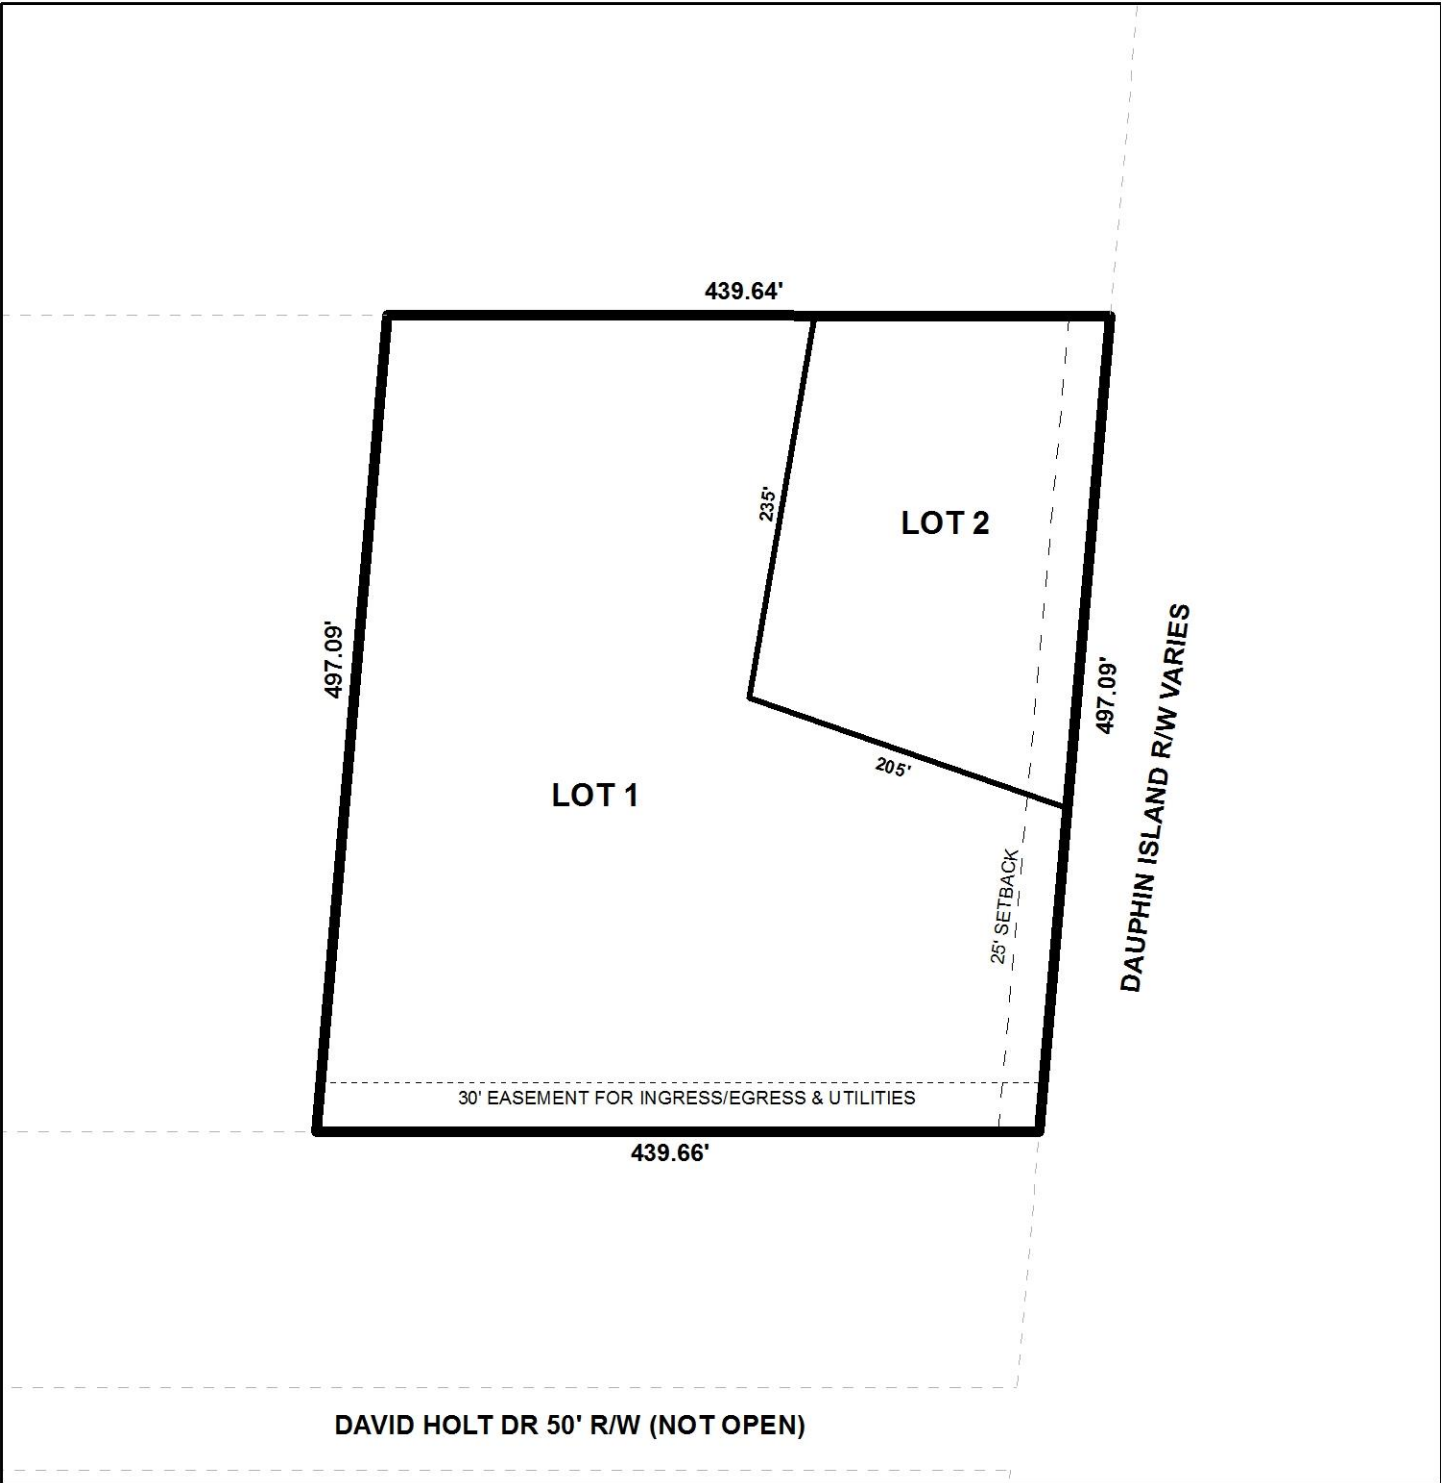 439.64'
235'
LOT 2
497.09'
497.09'
DAUPHIN ISLAND R/W VARIES
205'
LOT 1
25' SETBACK
30' EASEMENT FOR INGRESS/EGRESS & UTILITIES
439.66'
DAVID HOLT DR 50' R/W (NOT OPEN)